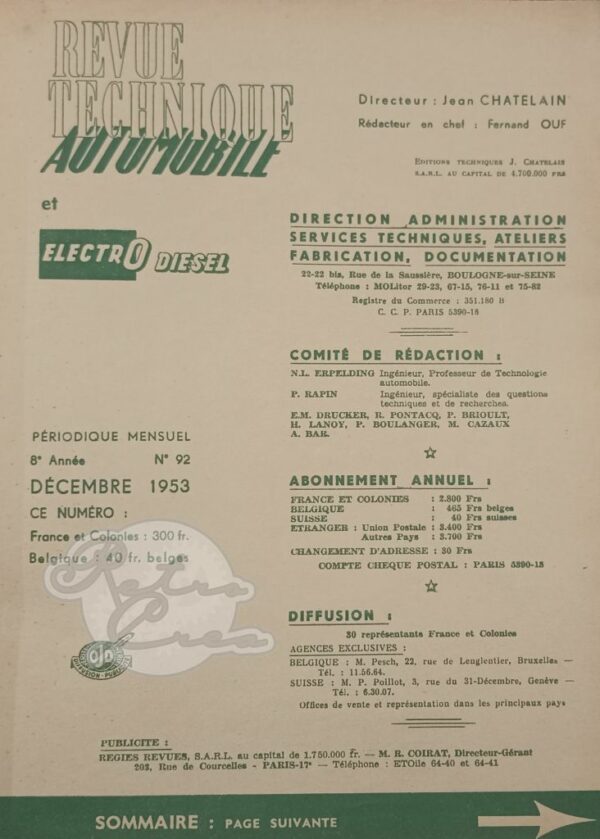 REVUE
TECHNIQUE
AUTOMOBILE
et
ELECTRO DIESEL
Directeur : Jean CHATELAIN
Rédacteur en chef : Fernand OUF
EDITIONS TECHNIQUES J. CHATELAIN
S.A.R.L. AU CAPITAL DE 4.700.000 FRS
DIRECTION ADMINISTRATION
SERVICES TECHNIQUES, ATELIERS
FABRICATION, DOCUMENTATION
22-22 bis, Rue de la Saussière, BOULOGNE-sur-SEINE
Téléphone : MOLitor 29-23, 67-15, 76-11 et 75-82
Registre du Commerce : 351.180 B
C. C. P. PARIS 5390-18
COMITÉ DE RÉDACTION :
N.L. ERPELDING Ingénieur, Professeur de Technologie
automobile.
P. RAPIN Ingénieur, spécialiste des questions
techniques et de recherches.
E.M. DRUCKER, R. PONTACQ, P. BRIOULT,
H. LANOY, P. BOULANGER, M. CAZAUX
A. BAR.
PÉRIODIQUE MENSUEL
8e Année N° 92
DÉCEMBRE 1953
CE NUMÉRO :
France et Colonies : 300 fr.
Belgique : 40 fr. belges
Retro
Crea
OJD
DIFFUSION
ABONNEMENT ANNUEL :
FRANCE ET COLONIES : 2.800 Frs
BELGIQUE : 465 Frs belges
SUISSE : 40 Frs suisses
ETRANGER : Union Postale : 3.400 Frs
Autres Pays : 3.700 Frs
CHANGEMENT D'ADRESSE : 30 Frs
COMPTE CHEQUE POSTAL : PARIS 5390-18
DIFFUSION :
30 représentants France et Colonies
AGENCES EXCLUSIVES :
BELGIQUE : M. Pesch, 22, rue de Lenglentier, Bruxelles —
Tél. : 11.56.64.
SUISSE : M. P. Poillot, 3, rue du 31-Décembre, Genève —
Tél. : 6.30.07.
Offices de vente et représentation dans les principaux pays
PUBLICITE :
REGIES REVUES, S.A.R.L. au capital de 1.750.000 fr. — M. R. COIRAT, Directeur-Gérant
202, Rue de Courcelles - PARIS-17e — Téléphone : ETOile 64-40 et 64-41
SOMMAIRE : PAGE SUIVANTE